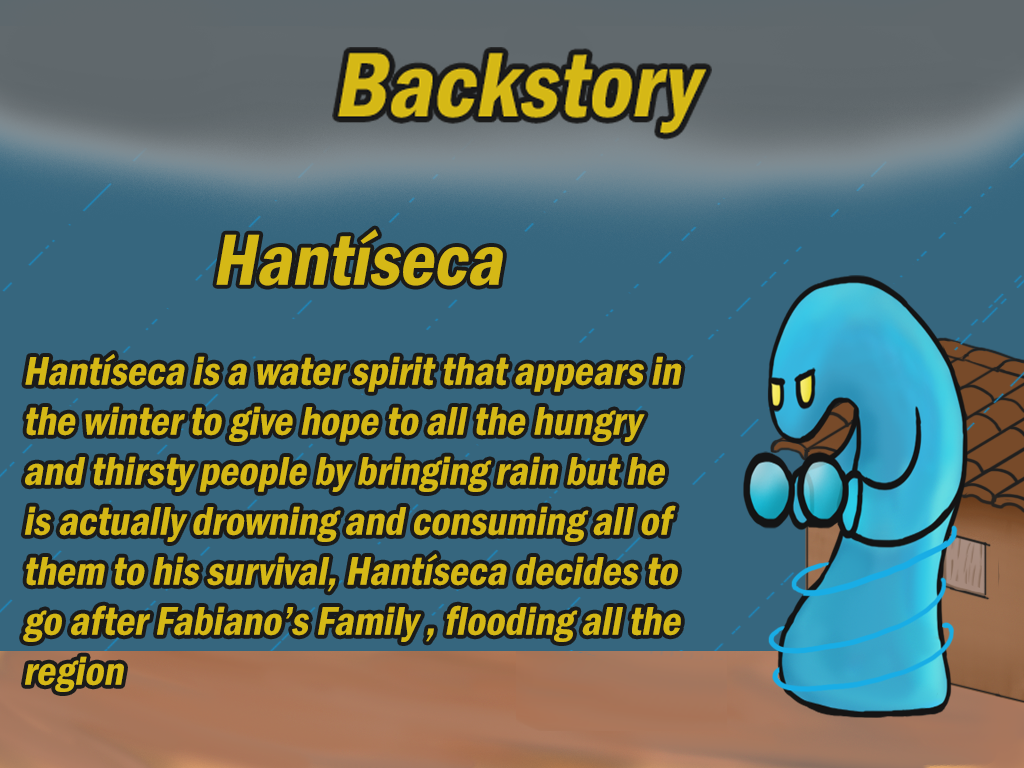 Backstory
Hantíseca
Hantíseca is a water spirit that appears in
the winter to give hope to all the hungry
and thirsty people by bringing rain but he
is actually drowning and consuming all of
them to his survival, Hantíseca decides to
go after Fabiano’s Family , flooding all the
region